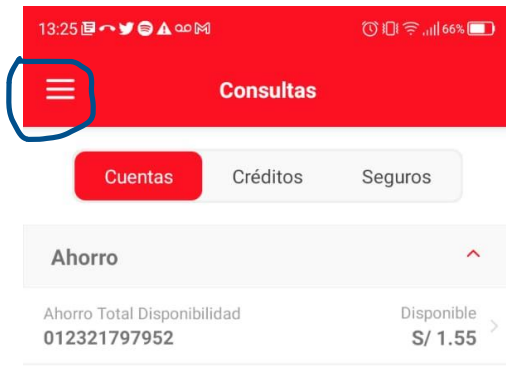 13:25 66%
Consultas
Cuentas Créditos Seguros
Ahorro
Ahorro Total Disponibilidad Disponible
012321797952 S/ 1.55